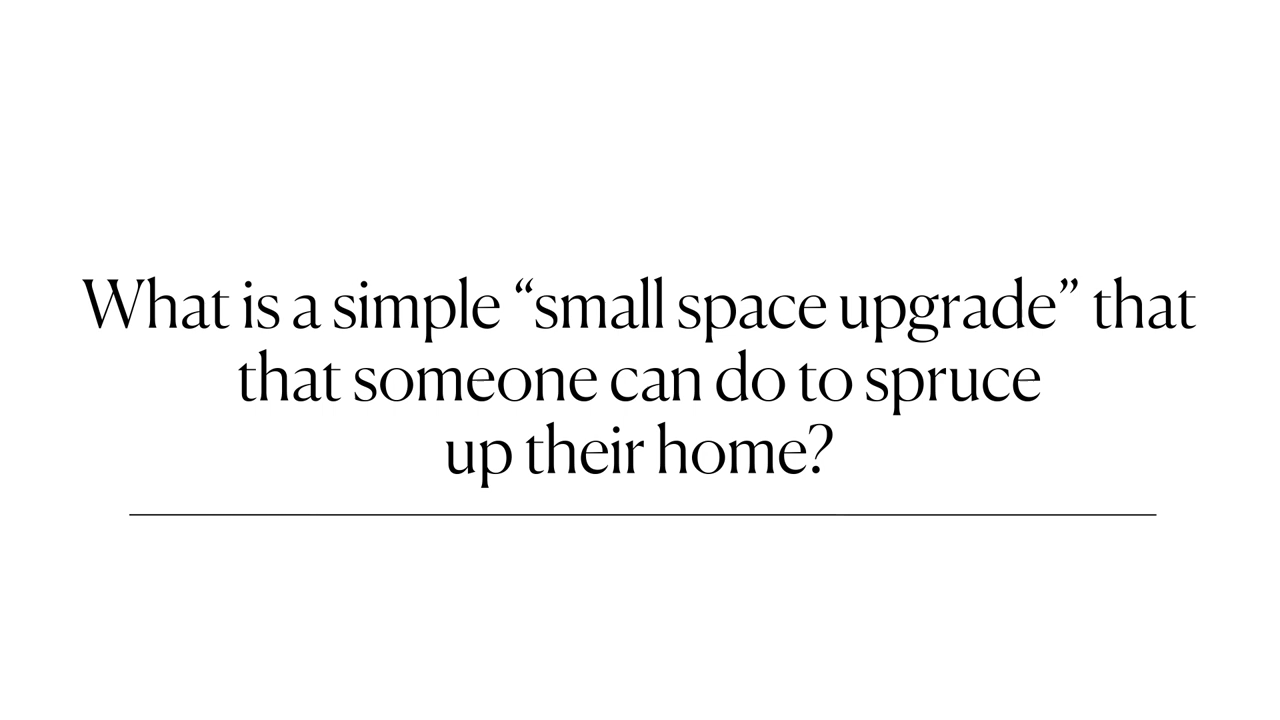 What is a simple “small space upgrade” that
that someone can do to spruce
up their home?